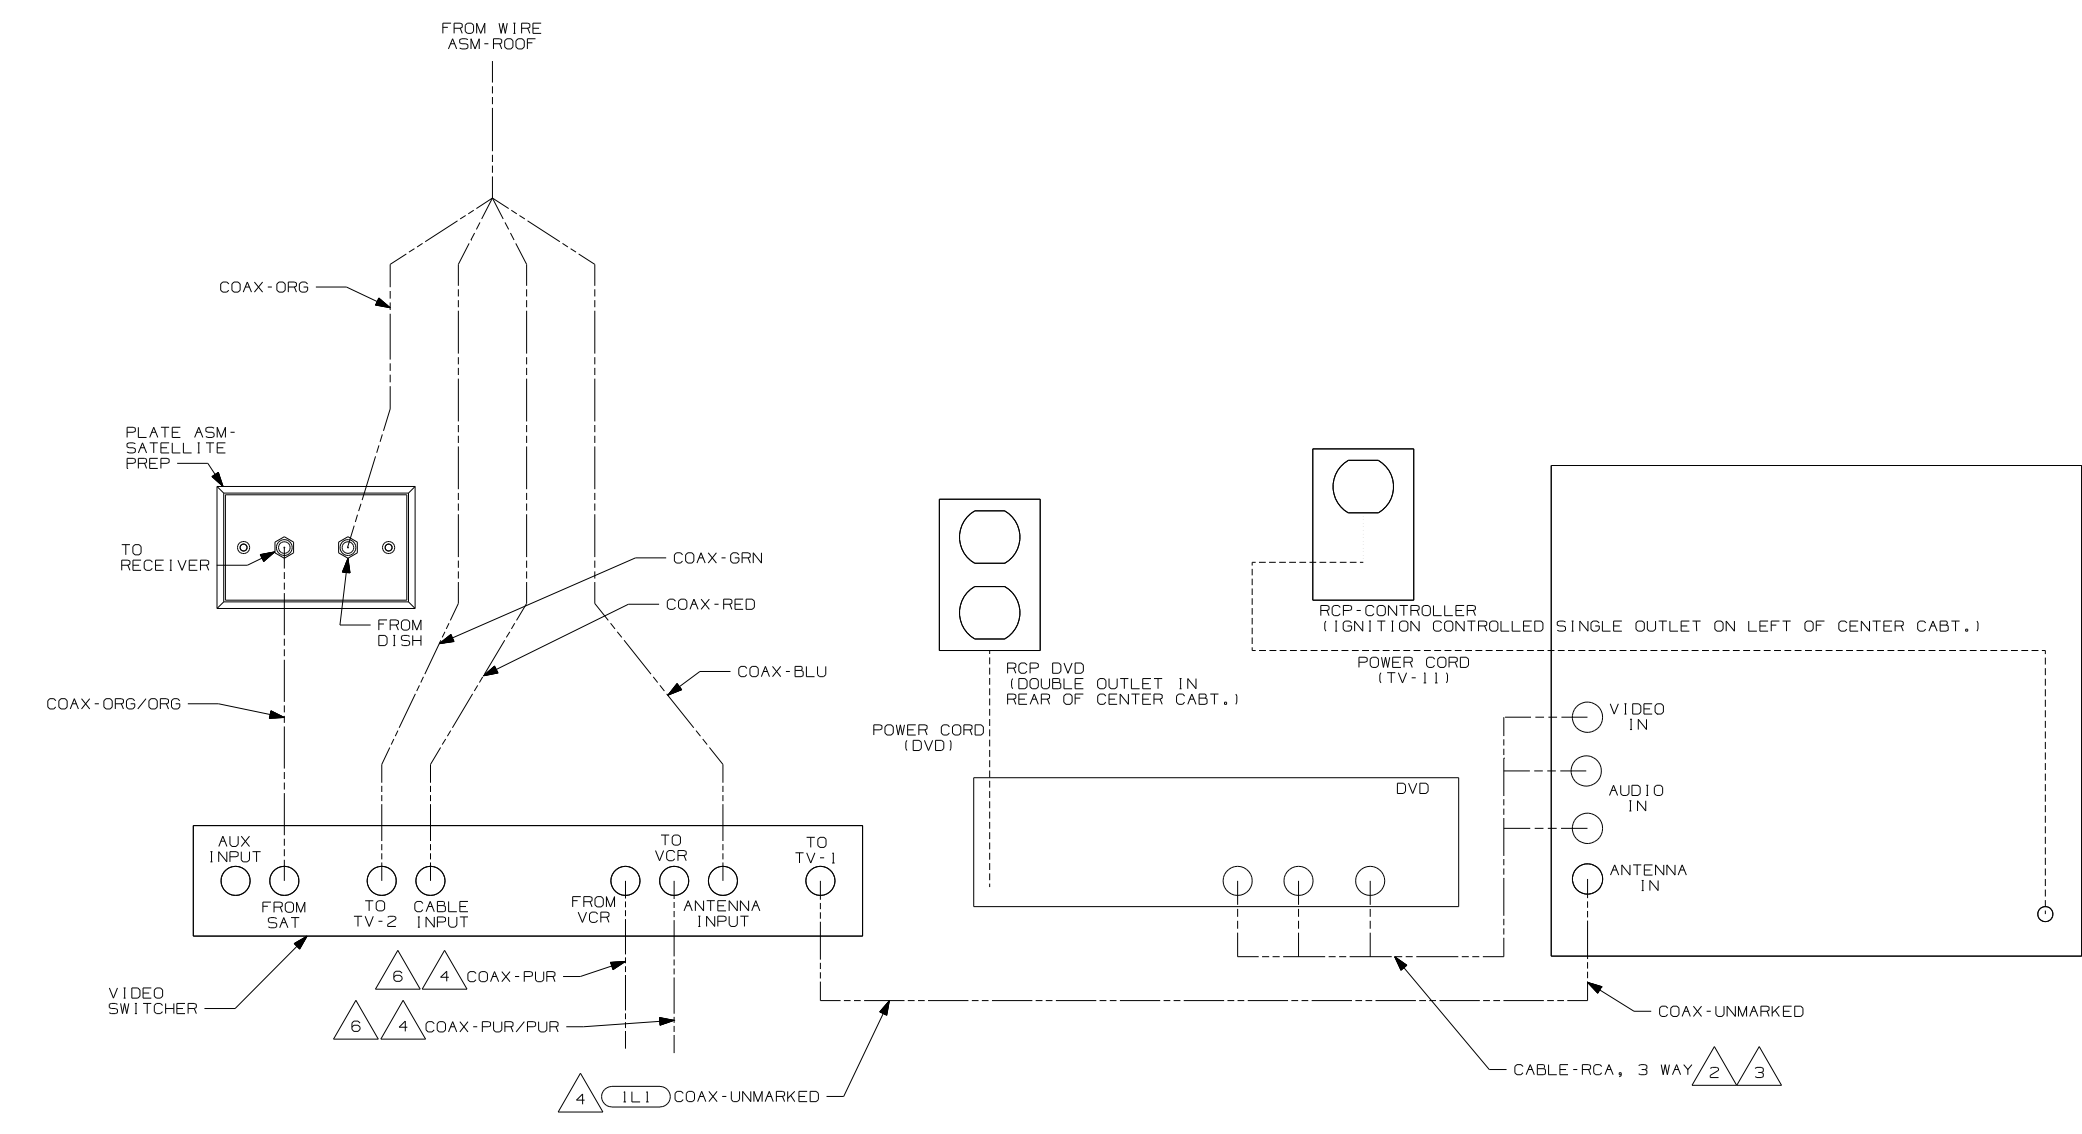 FROM WIRE
ASM-ROOF
COAX-ORG
PLATE ASM-
SATELLITE
PREP
TO
RECEIVER
FROM
DISH
COAX-GRN
COAX-RED
COAX-BLU
COAX-ORG/ORG
RCP-CONTROLLER
(IGNITION CONTROLLED SINGLE OUTLET ON LEFT OF CENTER CABT.)
POWER CORD
(TV-11)
RCP DVD
(DOUBLE OUTLET IN
REAR OF CENTER CABT.)
POWER CORD
(DVD)
VIDEO
IN
AUDIO
IN
ANTENNA
IN
DVD
AUX
INPUT
FROM
SAT
TO
TV-2
CABLE
INPUT
FROM
VCR
TO
VCR
ANTENNA
INPUT
TO
TV-1
VIDEO
SWITCHER
6 4 COAX-PUR
6 4 COAX-PUR/PUR
4 1L1 COAX-UNMARKED
COAX-UNMARKED
CABLE-RCA, 3 WAY 2 3